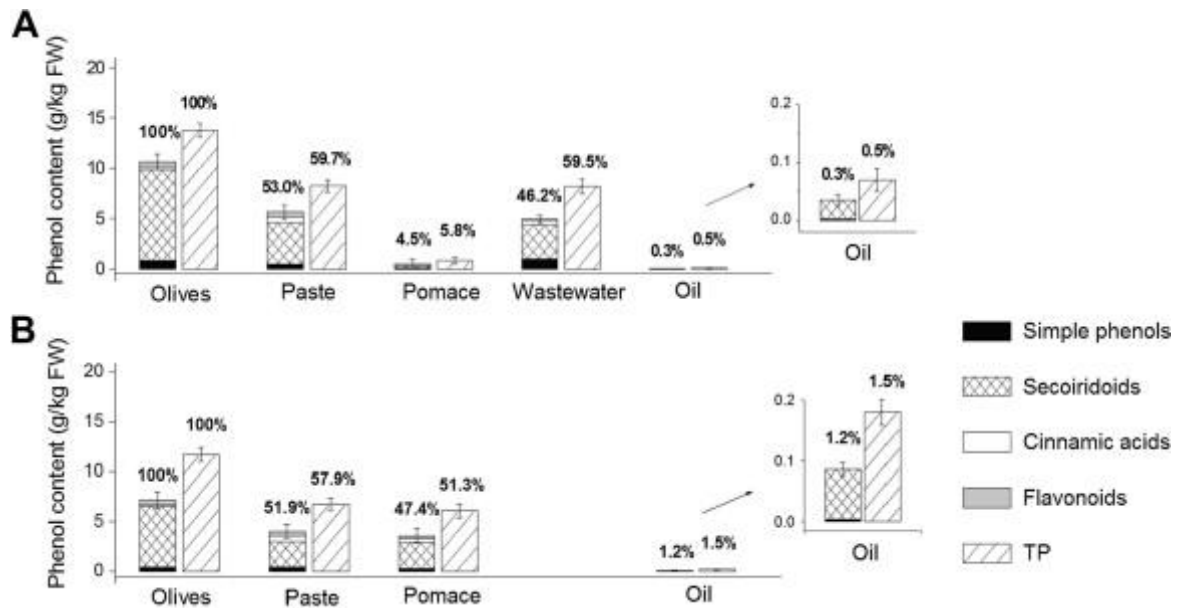 A
Phenol content (g/kg FW)
20
15
10
5
0
100%
100%
53.0%
59.7%
4.5%
5.8%
46.2%
59.5%
0.3%
0.5%
Olives
Paste
Pomace
Wastewater
Oil
0.2
0.1
0.0
0.3%
0.5%
Oil
B
Phenol content (g/kg FW)
20
15
10
5
0
100%
100%
51.9%
57.9%
47.4%
51.3%
1.2%
1.5%
Olives
Paste
Pomace
Oil
0.2
0.1
0.0
1.2%
1.5%
Oil
Simple phenols
Secoiridoids
Cinnamic acids
Flavonoids
TP